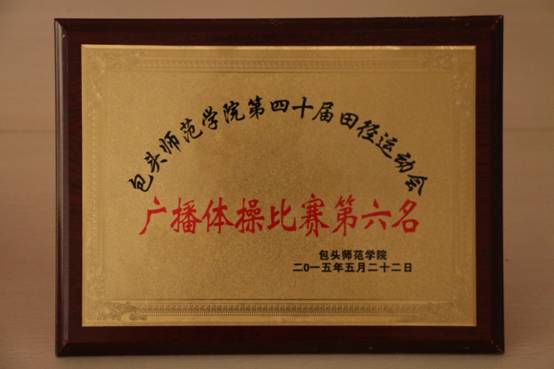 包头师范学院第四十届田径运动会
广播体操比赛第六名
包头师范学院
二0一五年五月二十二日